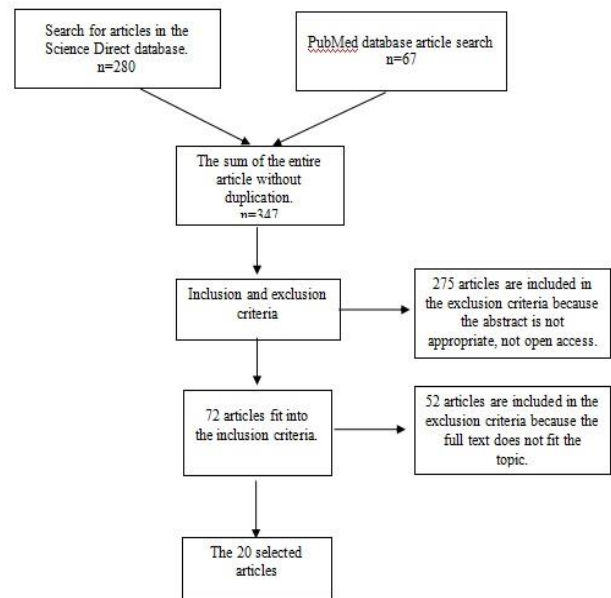 Search for articles in the
Science Direct database.
n=280
PubMed database article search
n=67
The sum of the entire
article without
duplication.
n=347
Inclusion and exclusion
criteria
275 articles are included in
the exclusion criteria because
the abstract is not
appropriate, not open access.
72 articles fit into
the inclusion criteria.
52 articles are included in the
exclusion criteria because the
full text does not fit the
topic.
The 20 selected
articles